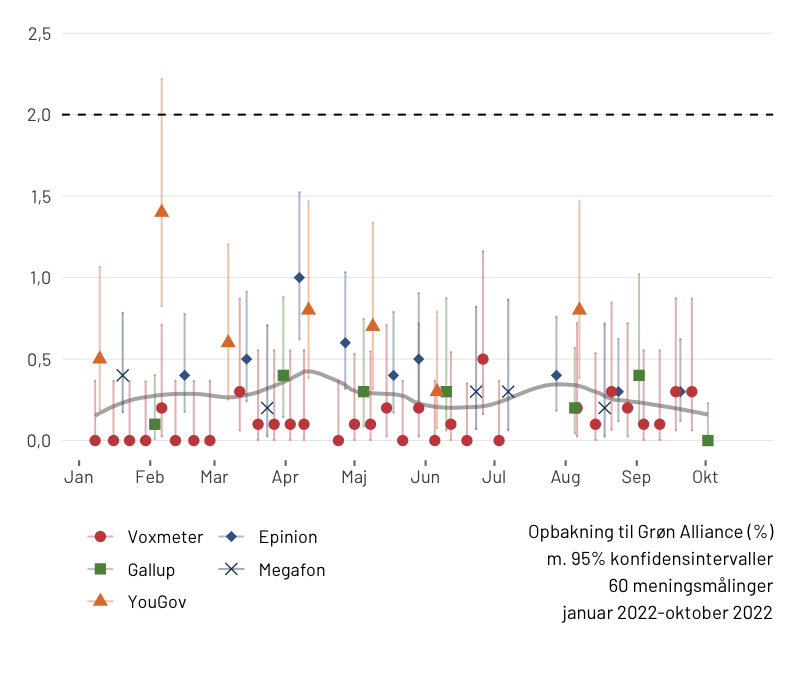 2,5
2,0
1,5
1,0
0,5
0,0
Jan Feb Mar Apr Maj Jun Jul Aug Sep Okt
Voxmeter Epinion
Gallup Megafon
YouGov
Opbakning til Grøn Alliance (%)
m. 95% konfidensintervaller
60 meningsmålinger
januar 2022-oktober 2022